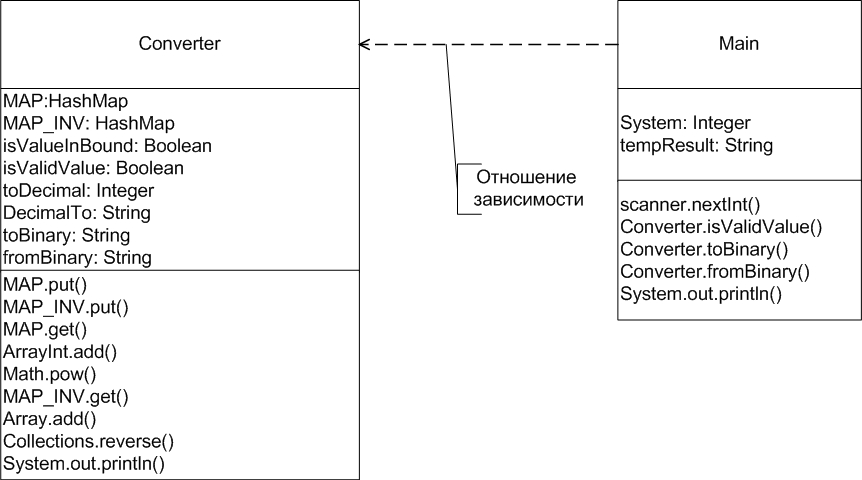 Converter
MAP:HashMap
MAP_INV: HashMap
isValueInBound: Boolean
isValidValue: Boolean
toDecimal: Integer
DecimalTo: String
toBinary: String
fromBinary: String
MAP.put()
MAP_INV.put()
MAP.get()
ArrayInt.add()
Math.pow()
MAP_INV.get()
Array.add()
Collections.reverse()
System.out.println()
Отношение
зависимости
Main
System: Integer
tempResult: String
scanner.nextInt()
Converter.isValidValue()
Converter.toBinary()
Converter.fromBinary()
System.out.println()